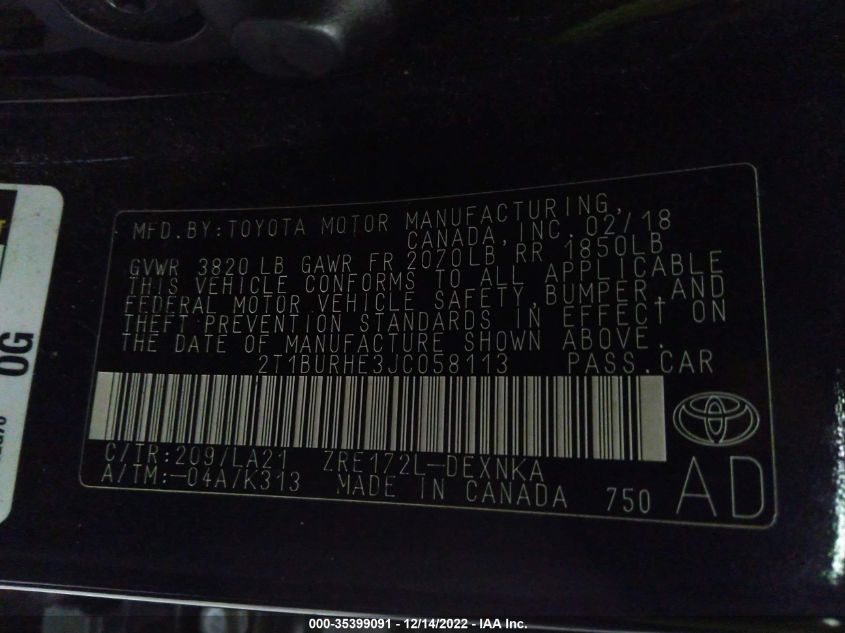 MFD.BY:TOYOTA MOTOR MANUFACTURING,
CANADA, INC. 02/18
GVWR 3820 LB GAWR FR 2070LB RR 1850LB
THIS VEHICLE CONFORMS TO ALL APPLICABLE
FEDERAL MOTOR VEHICLE SAFETY, BUMPER, AND
THEFT PREVENTION STANDARDS IN EFFECT ON
THE DATE OF MANUFACTURE SHOWN ABOVE.
2T1BURHE3JC058113 PASS.CAR
C/TR:209/LA21 ZRE172L-DEXNKA
A/TM:-04A/K313 MADE IN CANADA 750 AD
OG
000-35399091 - 12/14/2022 - IAA Inc.